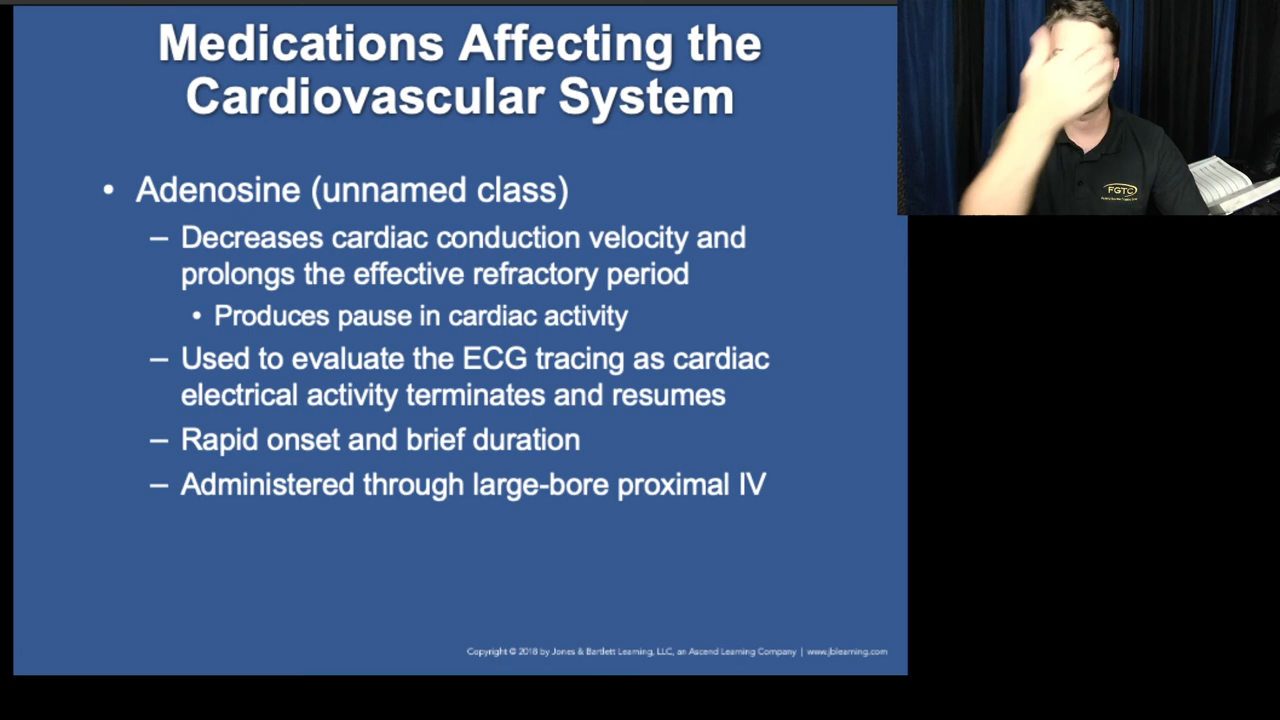 Medications Affecting the
Cardiovascular System
• Adenosine (unnamed class)
– Decreases cardiac conduction velocity and
prolongs the effective refractory period
• Produces pause in cardiac activity
– Used to evaluate the ECG tracing as cardiac
electrical activity terminates and resumes
– Rapid onset and brief duration
– Administered through large-bore proximal IV
FGTC
Copyright © 2018 by Jones & Bartlett Learning, LLC, an Ascend Learning Company | www.jblearning.com